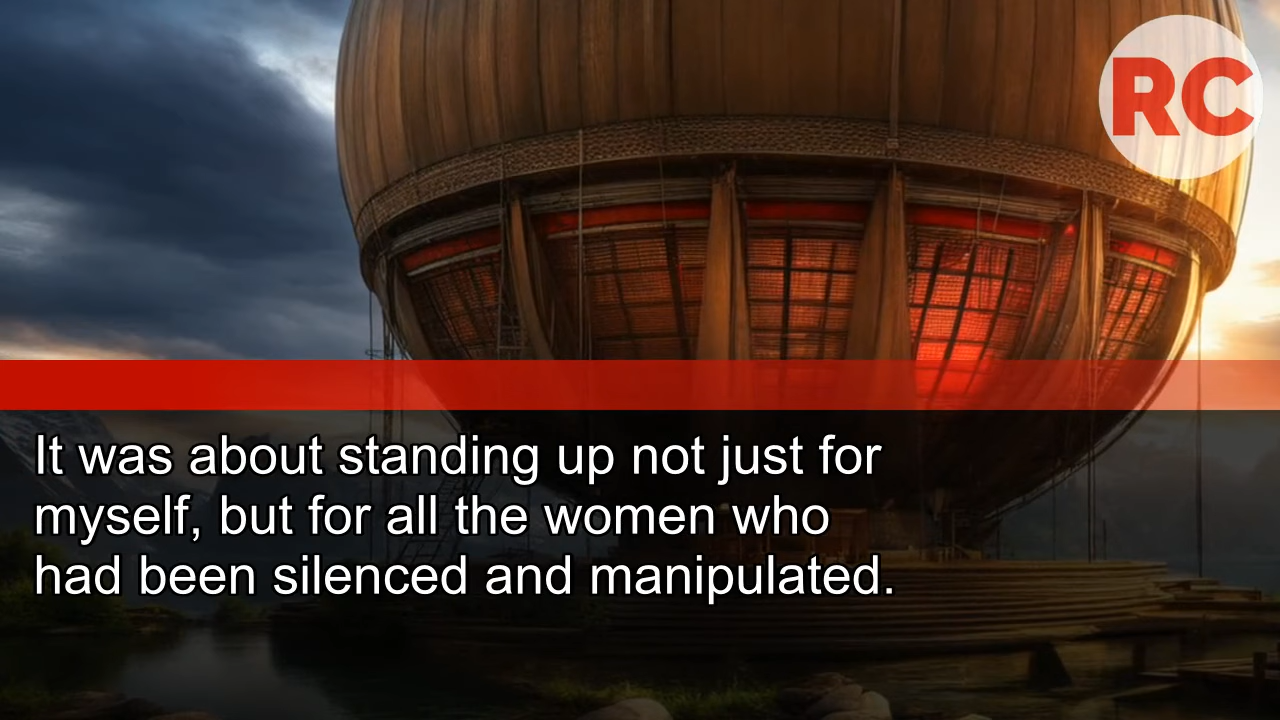 RC
It was about standing up not just for
myself, but for all the women who
had been silenced and manipulated.